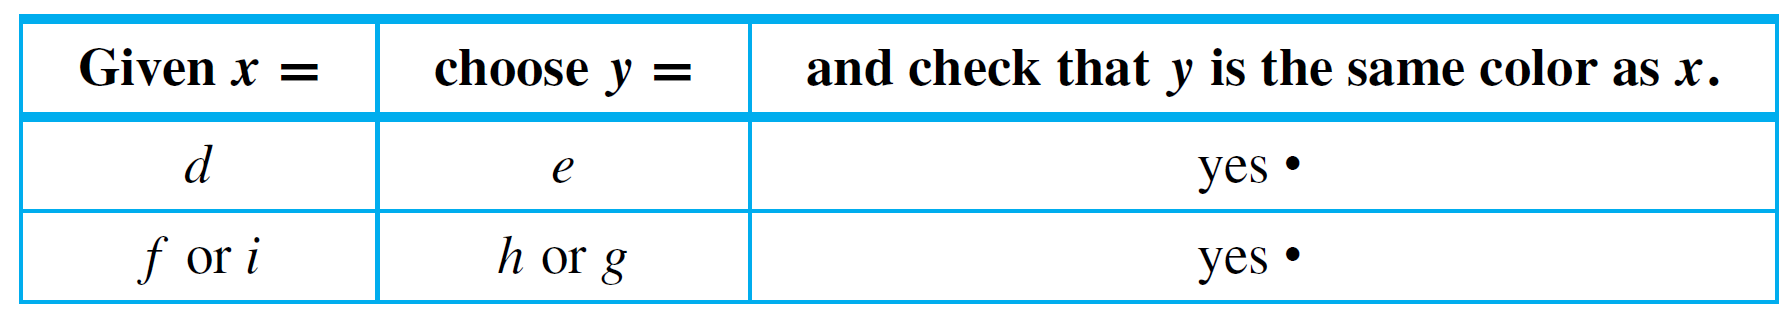 Given x = choose y = and check that y is the same color as x.
d e yes •
f or i h or g yes •